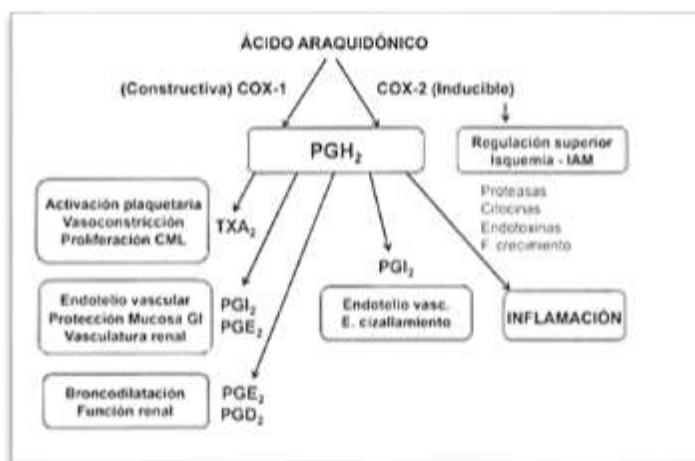 ÁCIDO ARAQUIDÓNICO
(Constructiva) COX-1
COX-2 (Inducible)
PGH2
Regulación superior
Isquemia - IAM
Proteasas
Citocinas
Endotoxinas
F. crecimiento
Activación plaquetaria
Vasoconstricción
Proliferación CML
TXA2
PGI2
Endotelio vasc.
E. cizallamiento
INFLAMACIÓN
Endotelio vascular
Protección Mucosa GI
Vasculatura renal
PGI2
PGE2
Broncodilatación
Función renal
PGE2
PGD2